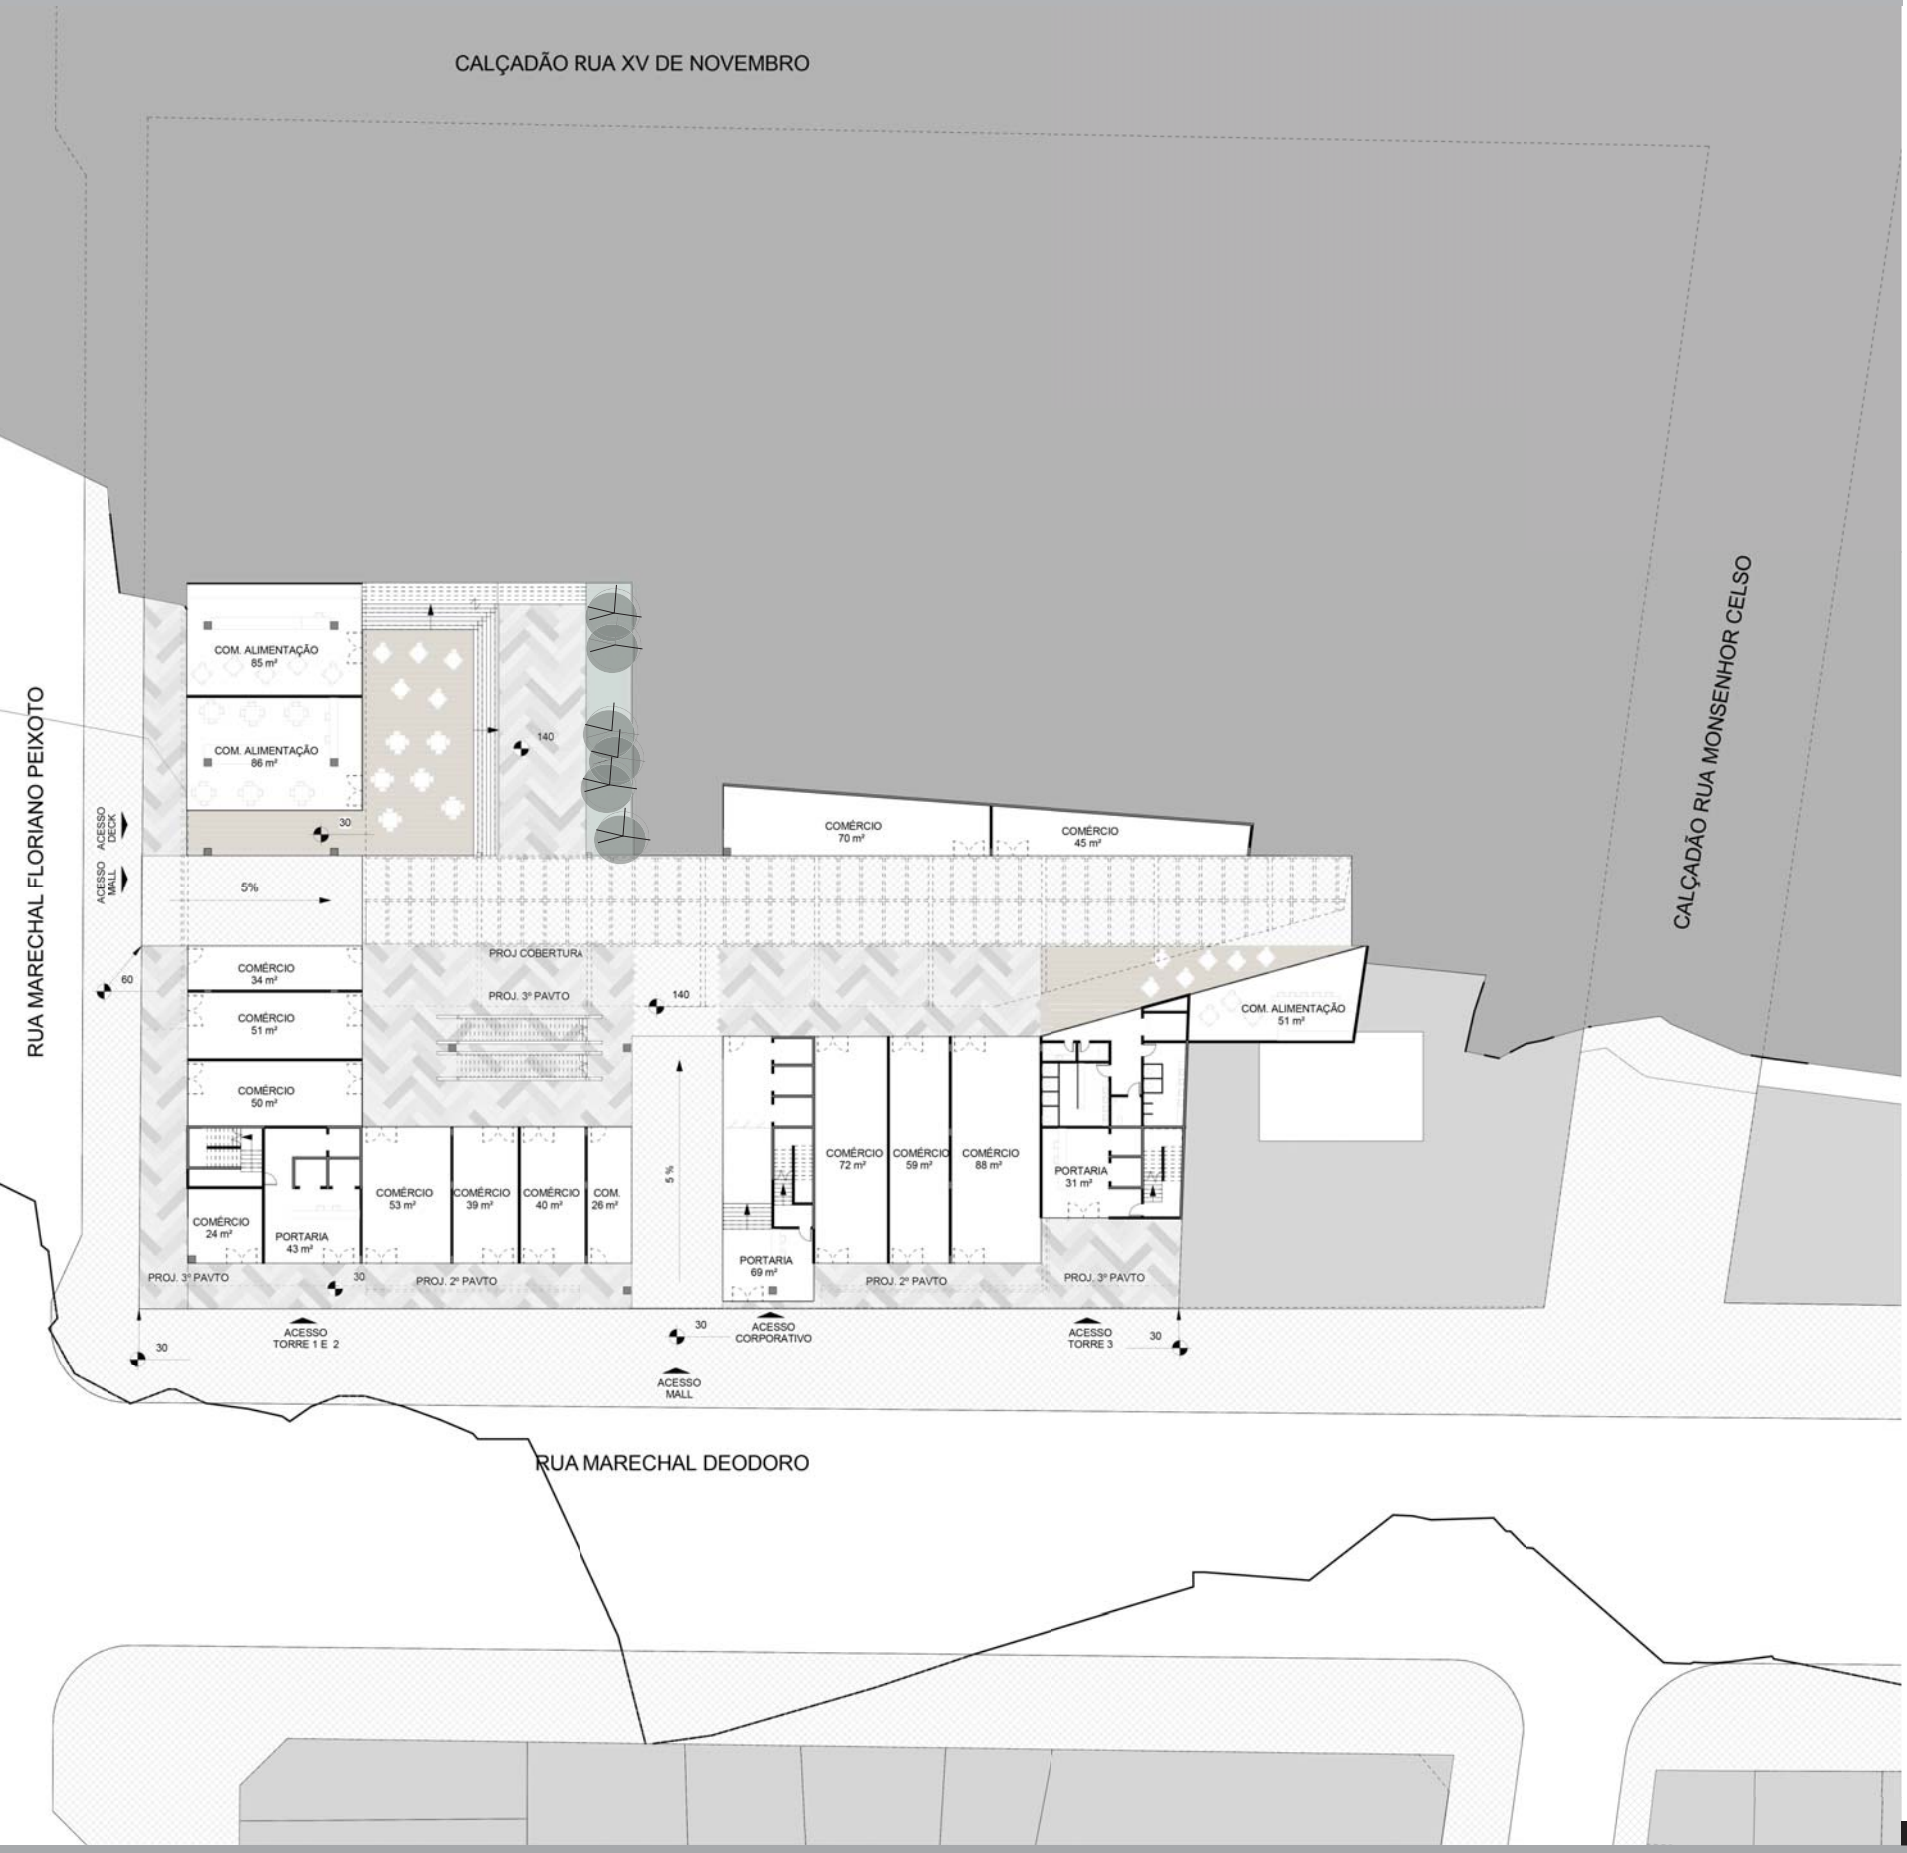 CALÇADÃO RUA XV DE NOVEMBRO
CALÇADÃO RUA MONSENHOR CELSO
RUA MARECHAL FLORIANO PEIXOTO
COM. ALIMENTAÇÃO
85 m²
COM. ALIMENTAÇÃO
86 m²
140
30
ACESSO
DECK
ACESSO
MALL
5%
COMÉRCIO
70 m²
COMÉRCIO
45 m²
PROJ COBERTURA
PROJ. 3º PAVTO
140
60
COMÉRCIO
34 m²
COMÉRCIO
51 m²
COMÉRCIO
50 m²
COM. ALIMENTAÇÃO
51 m²
COMÉRCIO
24 m²
PORTARIA
43 m²
COMÉRCIO
53 m²
COMÉRCIO
39 m²
COMÉRCIO
40 m²
COM.
26 m²
5 %
PORTARIA
69 m²
COMÉRCIO
72 m²
COMÉRCIO
59 m²
COMÉRCIO
88 m²
PORTARIA
31 m²
PROJ. 3º PAVTO
30
PROJ. 2º PAVTO
PROJ. 2º PAVTO
PROJ. 3º PAVTO
30
ACESSO
TORRE 1 E 2
30
ACESSO
CORPORATIVO
ACESSO
TORRE 3
30
ACESSO
MALL
RUA MARECHAL DEODORO